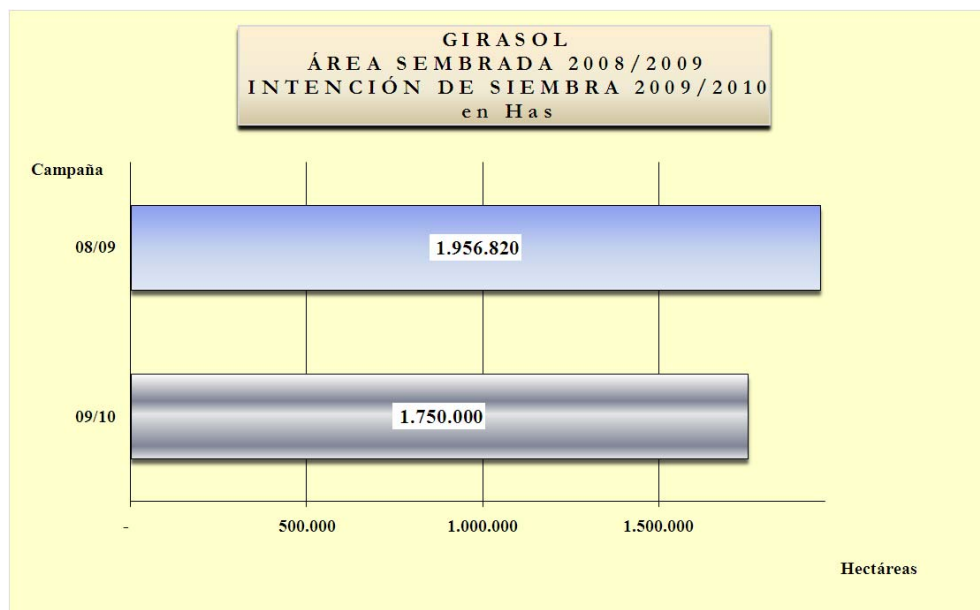 GIRASOL
ÁREA SEMBRADA 2008/2009
INTENCIÓN DE SIEMBRA 2009/2010
en Has
Campaña
08/09
1.956.820
09/10
1.750.000
- 500.000 1.000.000 1.500.000
Hectáreas